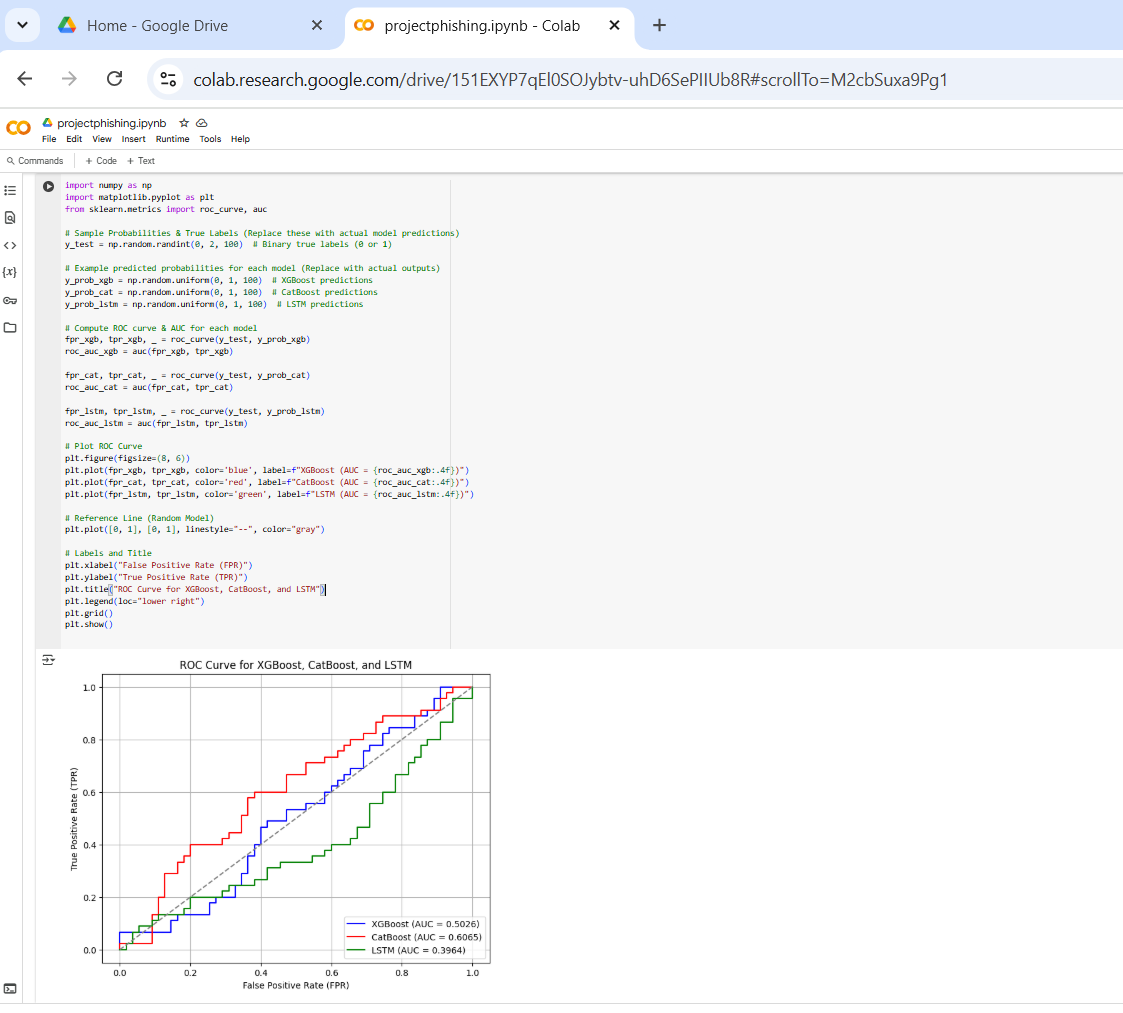 Home - Google Drive
projectphishing.ipynb - Colab
colab.research.google.com/drive/151EXYP7qEl0SOJybtv-uhD6SePIIUb8R#scrollTo=M2cbSuxa9Pg1
projectphishing.ipynb
File Edit View Insert Runtime Tools Help
Commands + Code + Text
import numpy as np
import matplotlib.pyplot as plt
from sklearn.metrics import roc_curve, auc
# Sample Probabilities & True Labels (Replace these with actual model predictions)
y_test = np.random.randint(0, 2, 100)  # Binary true labels (0 or 1)
# Example predicted probabilities for each model (Replace with actual outputs)
y_prob_xgb = np.random.uniform(0, 1, 100)  # XGBoost predictions
y_prob_cat = np.random.uniform(0, 1, 100)  # CatBoost predictions
y_prob_lstm = np.random.uniform(0, 1, 100)  # LSTM predictions
# Compute ROC curve & AUC for each model
fpr_xgb, tpr_xgb, _ = roc_curve(y_test, y_prob_xgb)
roc_auc_xgb = auc(fpr_xgb, tpr_xgb)
fpr_cat, tpr_cat, _ = roc_curve(y_test, y_prob_cat)
roc_auc_cat = auc(fpr_cat, tpr_cat)
fpr_lstm, tpr_lstm, _ = roc_curve(y_test, y_prob_lstm)
roc_auc_lstm = auc(fpr_lstm, tpr_lstm)
# Plot ROC Curve
plt.figure(figsize=(8, 6))
plt.plot(fpr_xgb, tpr_xgb, color='blue', label=f"XGBoost (AUC = {roc_auc_xgb:.4f})")
plt.plot(fpr_cat, tpr_cat, color='red', label=f"CatBoost (AUC = {roc_auc_cat:.4f})")
plt.plot(fpr_lstm, tpr_lstm, color='green', label=f"LSTM (AUC = {roc_auc_lstm:.4f})")
# Reference Line (Random Model)
plt.plot([0, 1], [0, 1], linestyle="--", color="gray")
# Labels and Title
plt.xlabel("False Positive Rate (FPR)")
plt.ylabel("True Positive Rate (TPR)")
plt.title("ROC Curve for XGBoost, CatBoost, and LSTM")
plt.legend(loc="lower right")
plt.grid()
plt.show()
ROC Curve for XGBoost, CatBoost, and LSTM
1.0
0.8
0.6
0.4
0.2
0.0
True Positive Rate (TPR)
XGBoost (AUC = 0.5026)
CatBoost (AUC = 0.6065)
LSTM (AUC = 0.3964)
0.0 0.2 0.4 0.6 0.8 1.0
False Positive Rate (FPR)